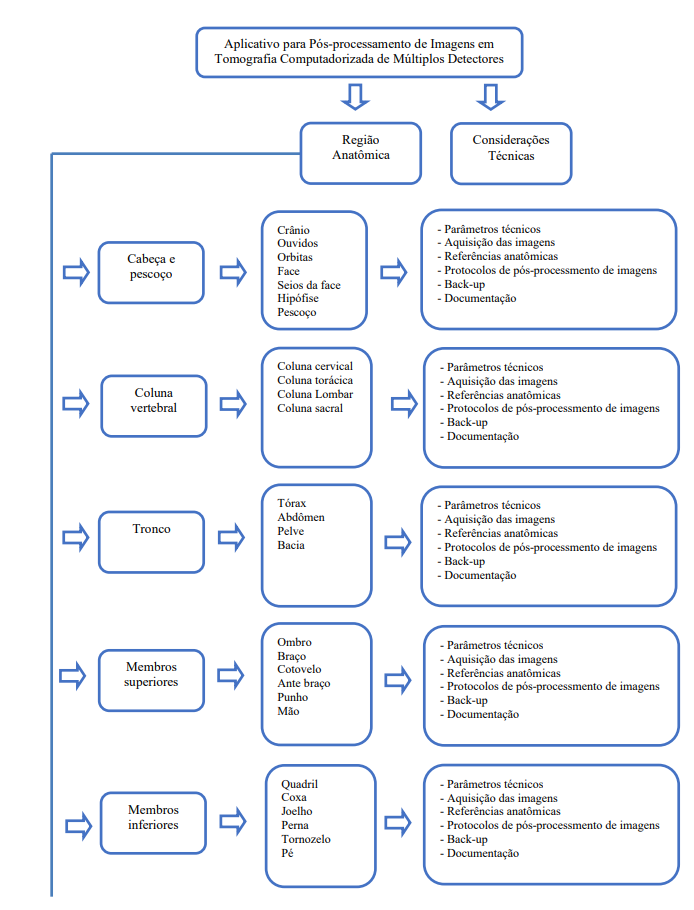 Aplicativo para Pós-processamento de Imagens em
Tomografia Computadorizada de Múltiplos Detectores
Região
Anatômica
Considerações
Técnicas
Cabeça e
pescoço
Crânio
Ouvidos
Orbitas
Face
Seios da face
Hipófise
Pescoço
- Parâmetros técnicos
- Aquisição das imagens
- Referências anatômicas
- Protocolos de pós-processmento de imagens
- Back-up
- Documentação
Coluna
vertebral
Coluna cervical
Coluna torácica
Coluna Lombar
Coluna sacral
- Parâmetros técnicos
- Aquisição das imagens
- Referências anatômicas
- Protocolos de pós-processmento de imagens
- Back-up
- Documentação
Tronco
Tórax
Abdômen
Pelve
Bacia
- Parâmetros técnicos
- Aquisição das imagens
- Referências anatômicas
- Protocolos de pós-processmento de imagens
- Back-up
- Documentação
Membros
superiores
Ombro
Braço
Cotovelo
Ante braço
Punho
Mão
- Parâmetros técnicos
- Aquisição das imagens
- Referências anatômicas
- Protocolos de pós-processmento de imagens
- Back-up
- Documentação
Membros
inferiores
Quadril
Coxa
Joelho
Perna
Tornozelo
Pé
- Parâmetros técnicos
- Aquisição das imagens
- Referências anatômicas
- Protocolos de pós-processmento de imagens
- Back-up
- Documentação